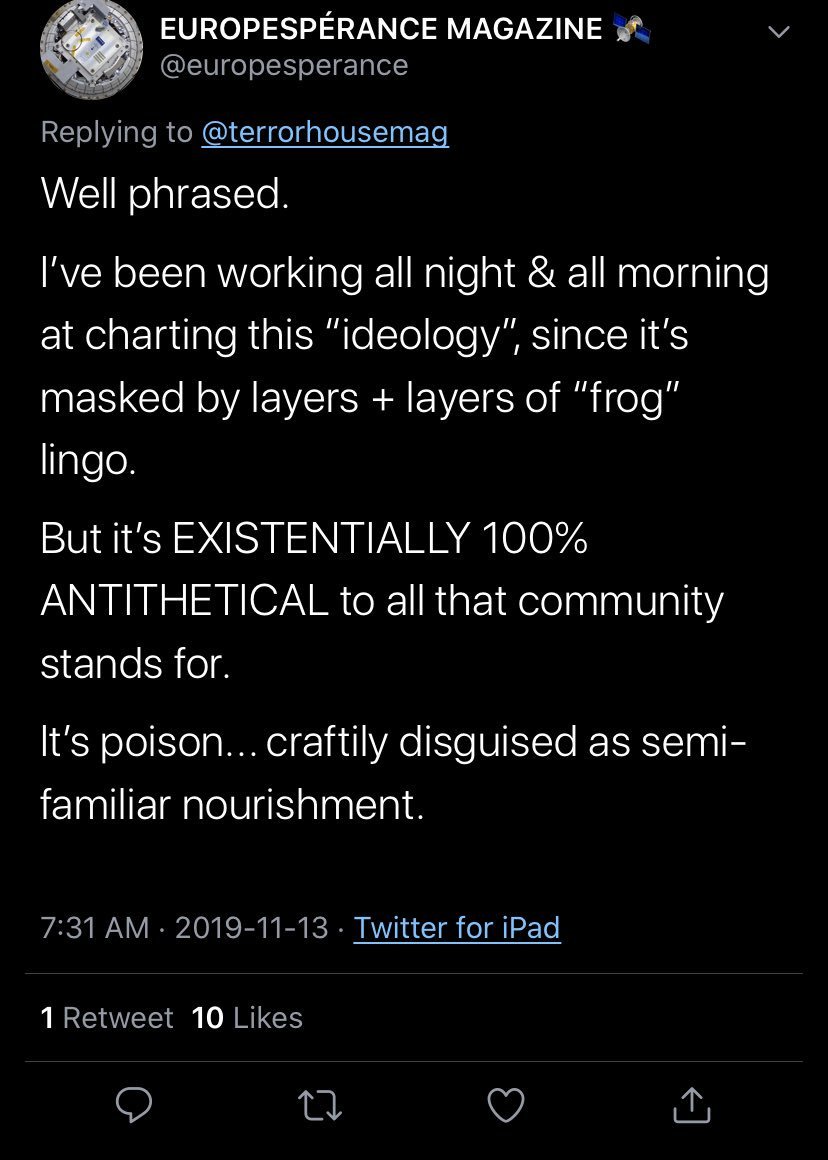 EUROPESPÉRANCE MAGAZINE 🛰️
@europesperance
Replying to @terrorhousemag
Well phrased.
I’ve been working all night & all morning
at charting this “ideology”, since it’s
masked by layers + layers of “frog”
lingo.
But it’s EXISTENTIALLY 100%
ANTITHETICAL to all that community
stands for.
It’s poison... craftily disguised as semi-
familiar nourishment.
7:31 AM · 2019-11-13 · Twitter for iPad
1 Retweet 10 Likes